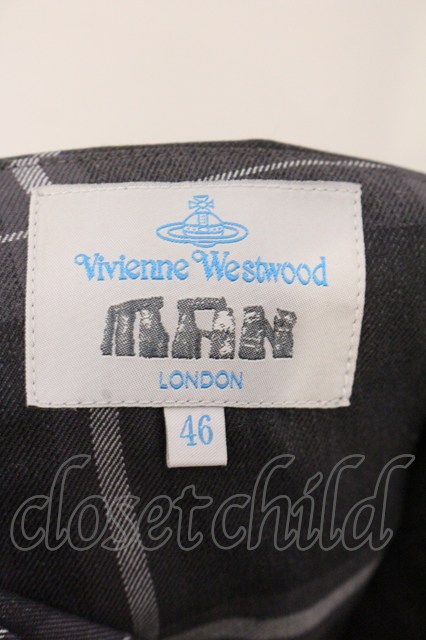 Vivienne Westwood
MAN
LONDON
46
closetchild